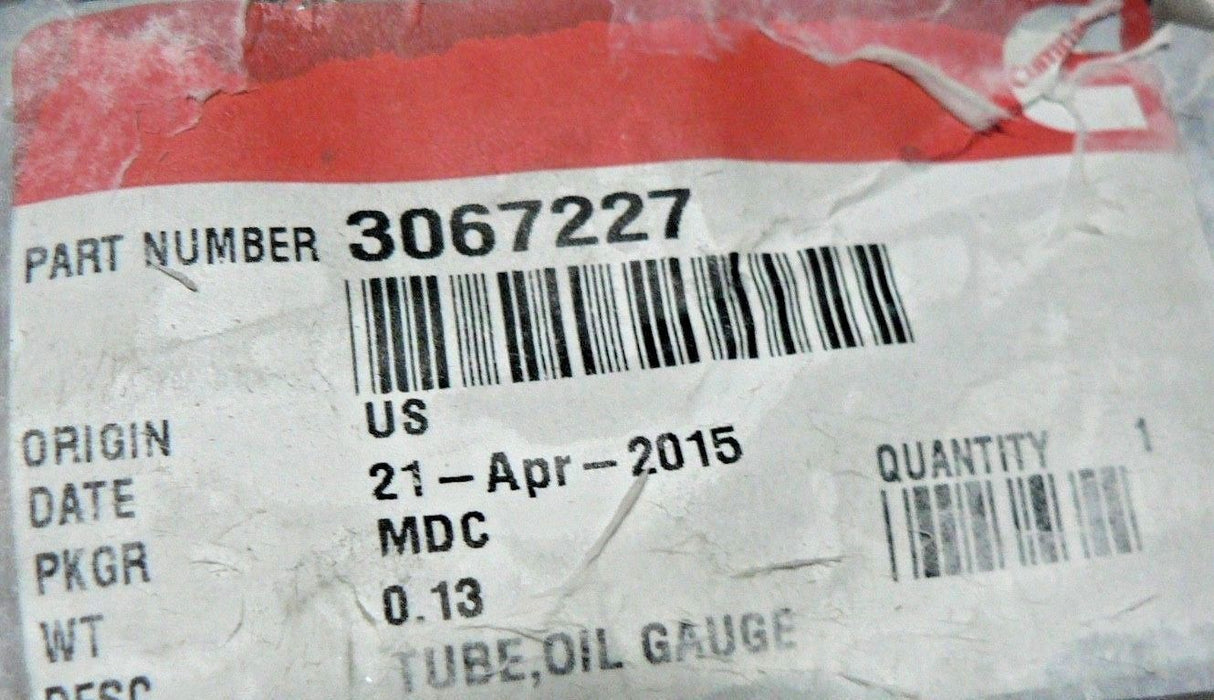 PART NUMBER 3067227
ORIGIN US
DATE 21-Apr-2015
QUANTITY 1
PKGR MDC
WT 0.13
DESC TUBE,OIL GAUGE